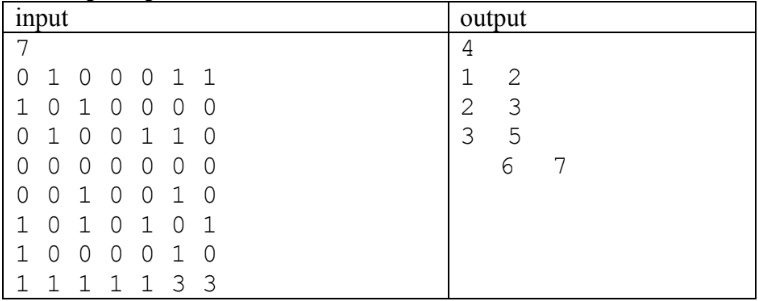 input output
7
0 1 0 0 0 1 1
1 0 1 0 0 0 0
0 1 0 0 1 1 0
0 0 0 0 0 0 0
0 0 1 0 0 1 0
1 0 1 0 1 0 1
1 0 0 0 0 1 0
1 1 1 1 1 3 3
4
1 2
2 3
3 5
6 7